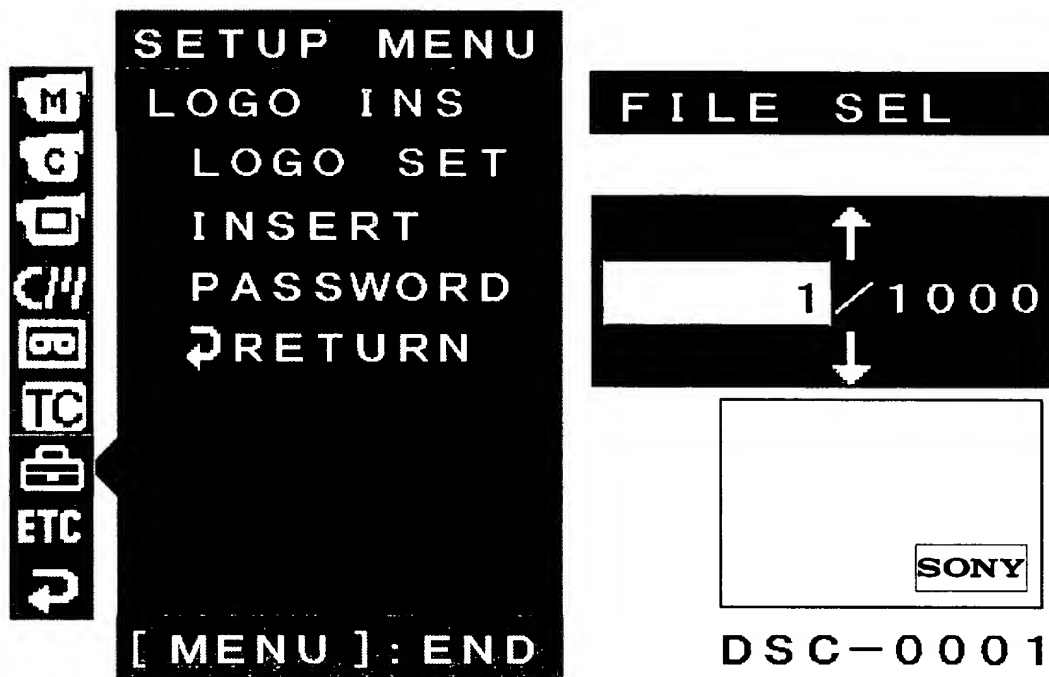 SETUP MENU
LOGO INS
LOGO SET
INSERT
PASSWORD
RETURN
[MENU]:END
M
C
TC
ETC
FILE SEL
1/1000
SONY
DSC-0001